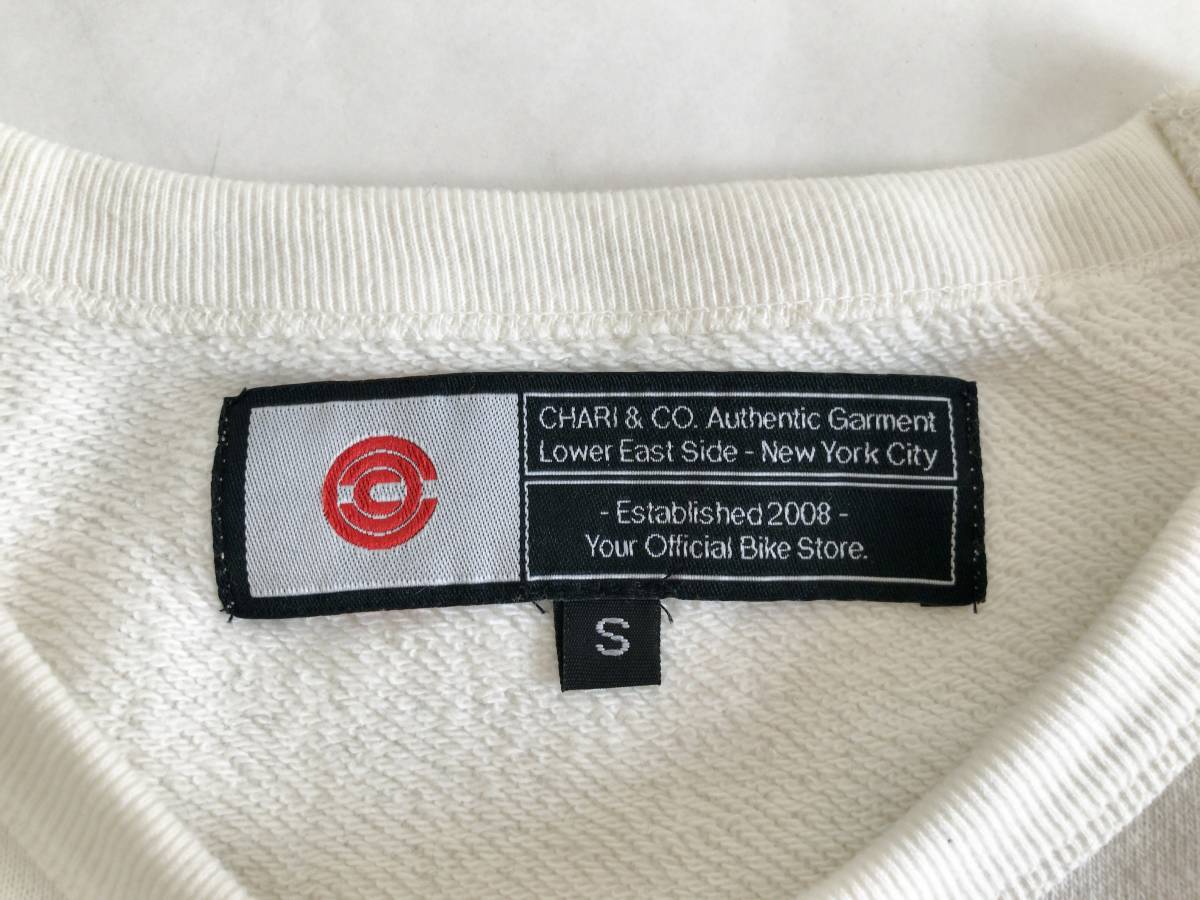 CHARI & CO. Authentic Garment
Lower East Side - New York City
- Established 2008 -
Your Official Bike Store.
S